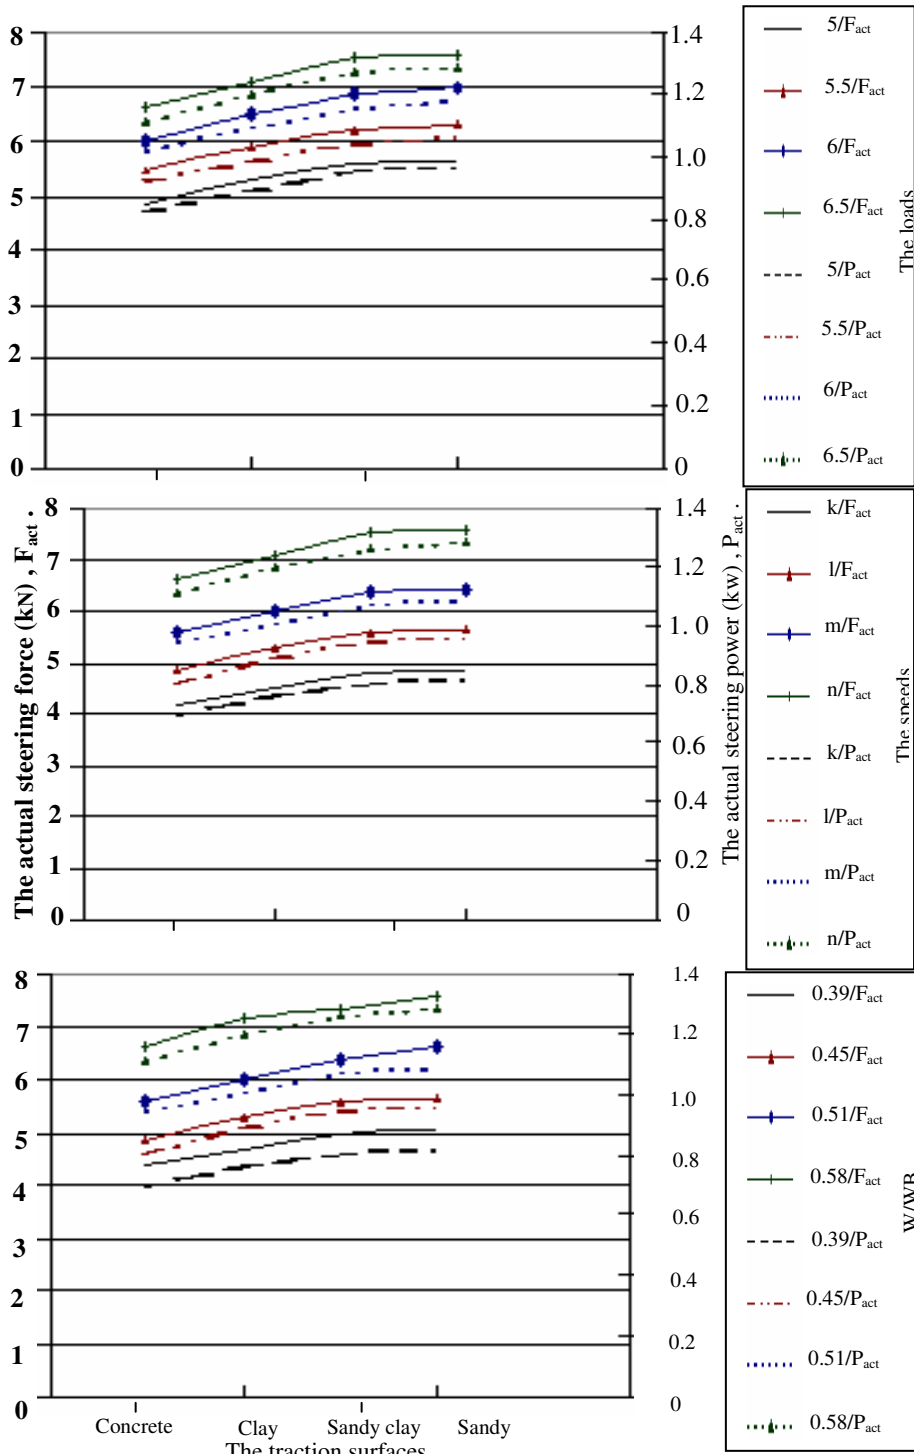 8
7
6
5
4
3
2
1
0
1.4
1.2
1.0
0.8
0.6
0.4
0.2
0
5/Fact
5.5/Fact
6/Fact
6.5/Fact
5/Pact
5.5/Pact
6/Pact
6.5/Pact
The loads
The actual steering force (kN) , Fact .
8
7
6
5
4
3
2
1
0
1.4
1.2
1.0
0.8
0.6
0.4
0.2
0
The actual steering power (kw) , Pact .
k/Fact
l/Fact
m/Fact
n/Fact
k/Pact
l/Pact
m/Pact
n/Pact
The speeds
8
7
6
5
4
3
2
1
0
1.4
1.2
1.0
0.8
0.6
0.4
0.2
0
0.39/Fact
0.45/Fact
0.51/Fact
0.58/Fact
0.39/Pact
0.45/Pact
0.51/Pact
0.58/Pact
W/WB
Concrete Clay Sandy clay Sandy
The traction surfaces